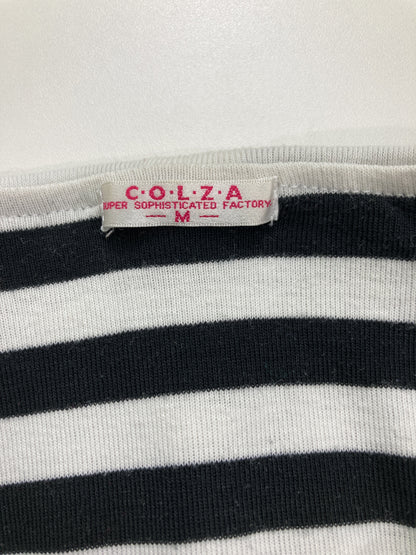 C·O·L·Z·A
SUPER SOPHISTICATED FACTORY
— M —